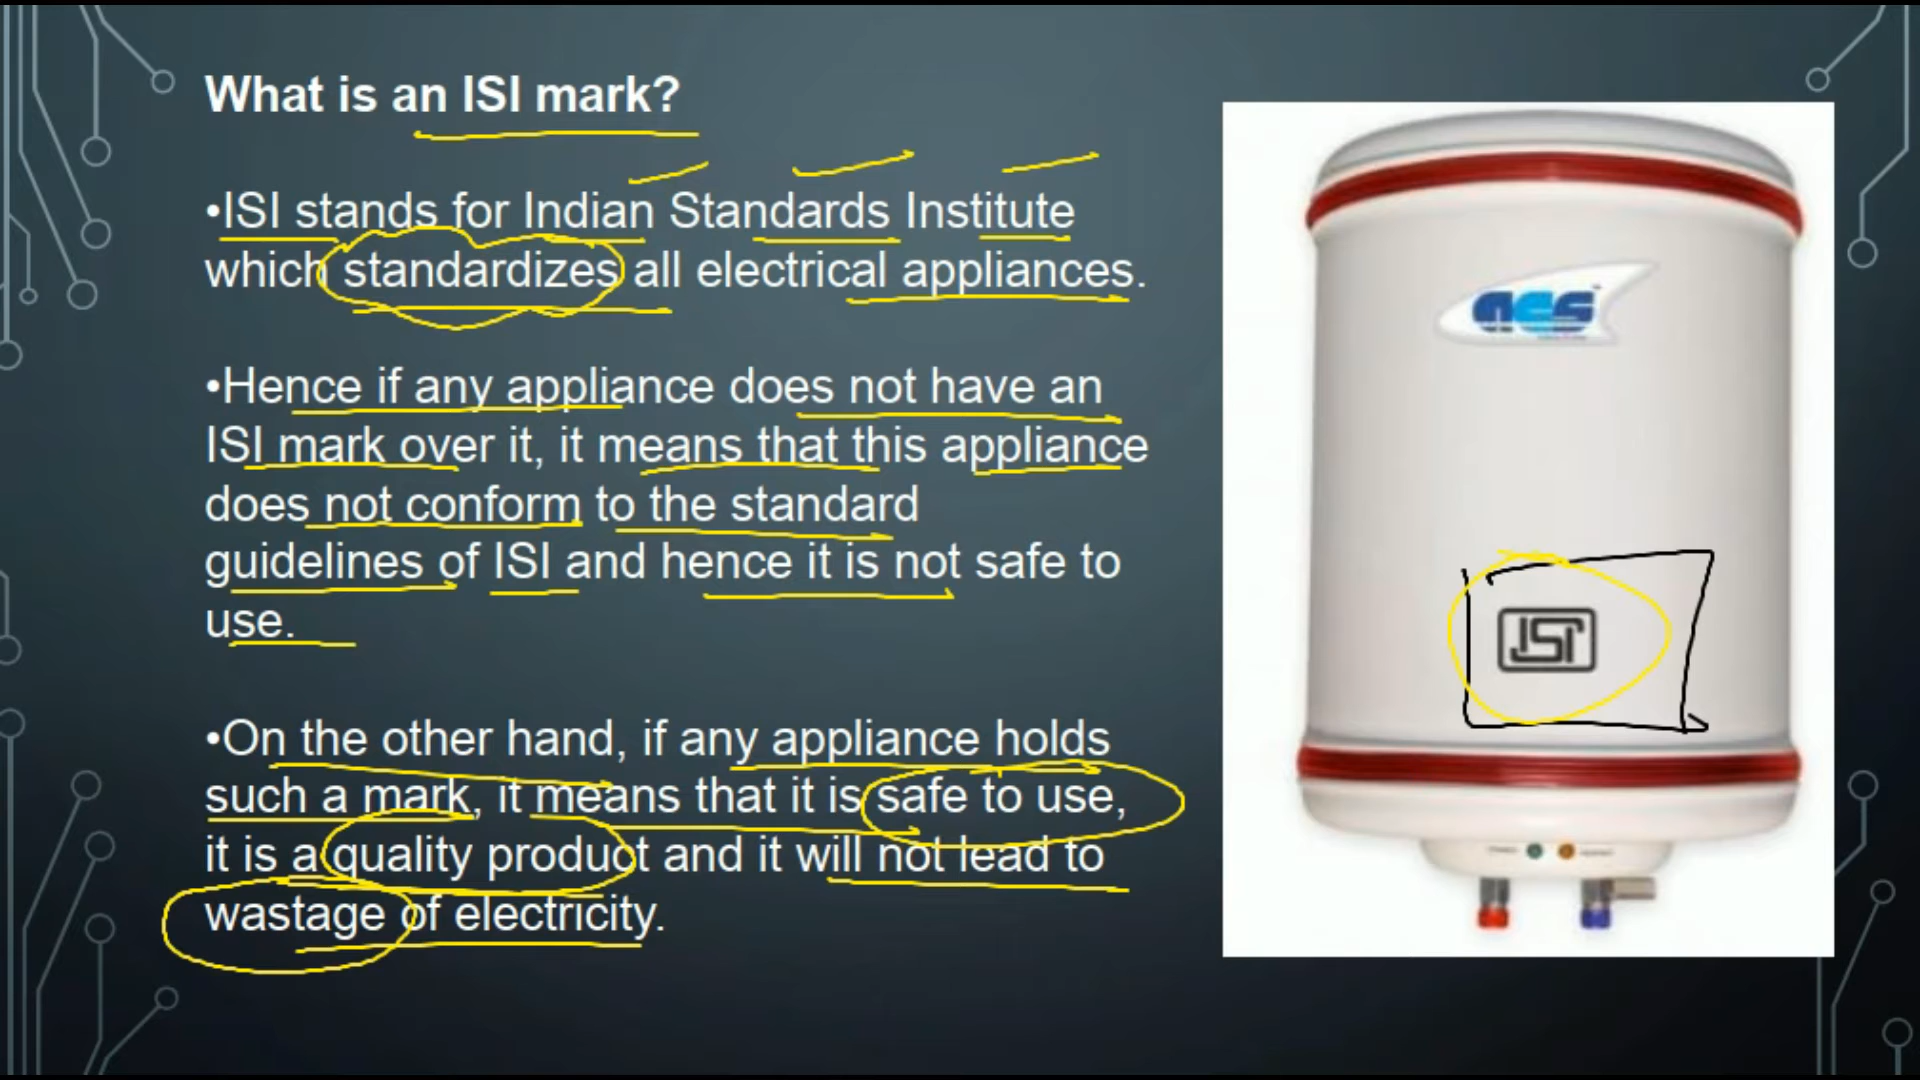 What is an ISI mark?
•ISI stands for Indian Standards Institute
which standardizes all electrical appliances.
•Hence if any appliance does not have an
ISI mark over it, it means that this appliance
does not conform to the standard
guidelines of ISI and hence it is not safe to
use.
•On the other hand, if any appliance holds
such a mark, it means that it is safe to use,
it is a quality product and it will not lead to
wastage of electricity.
acs
ISI